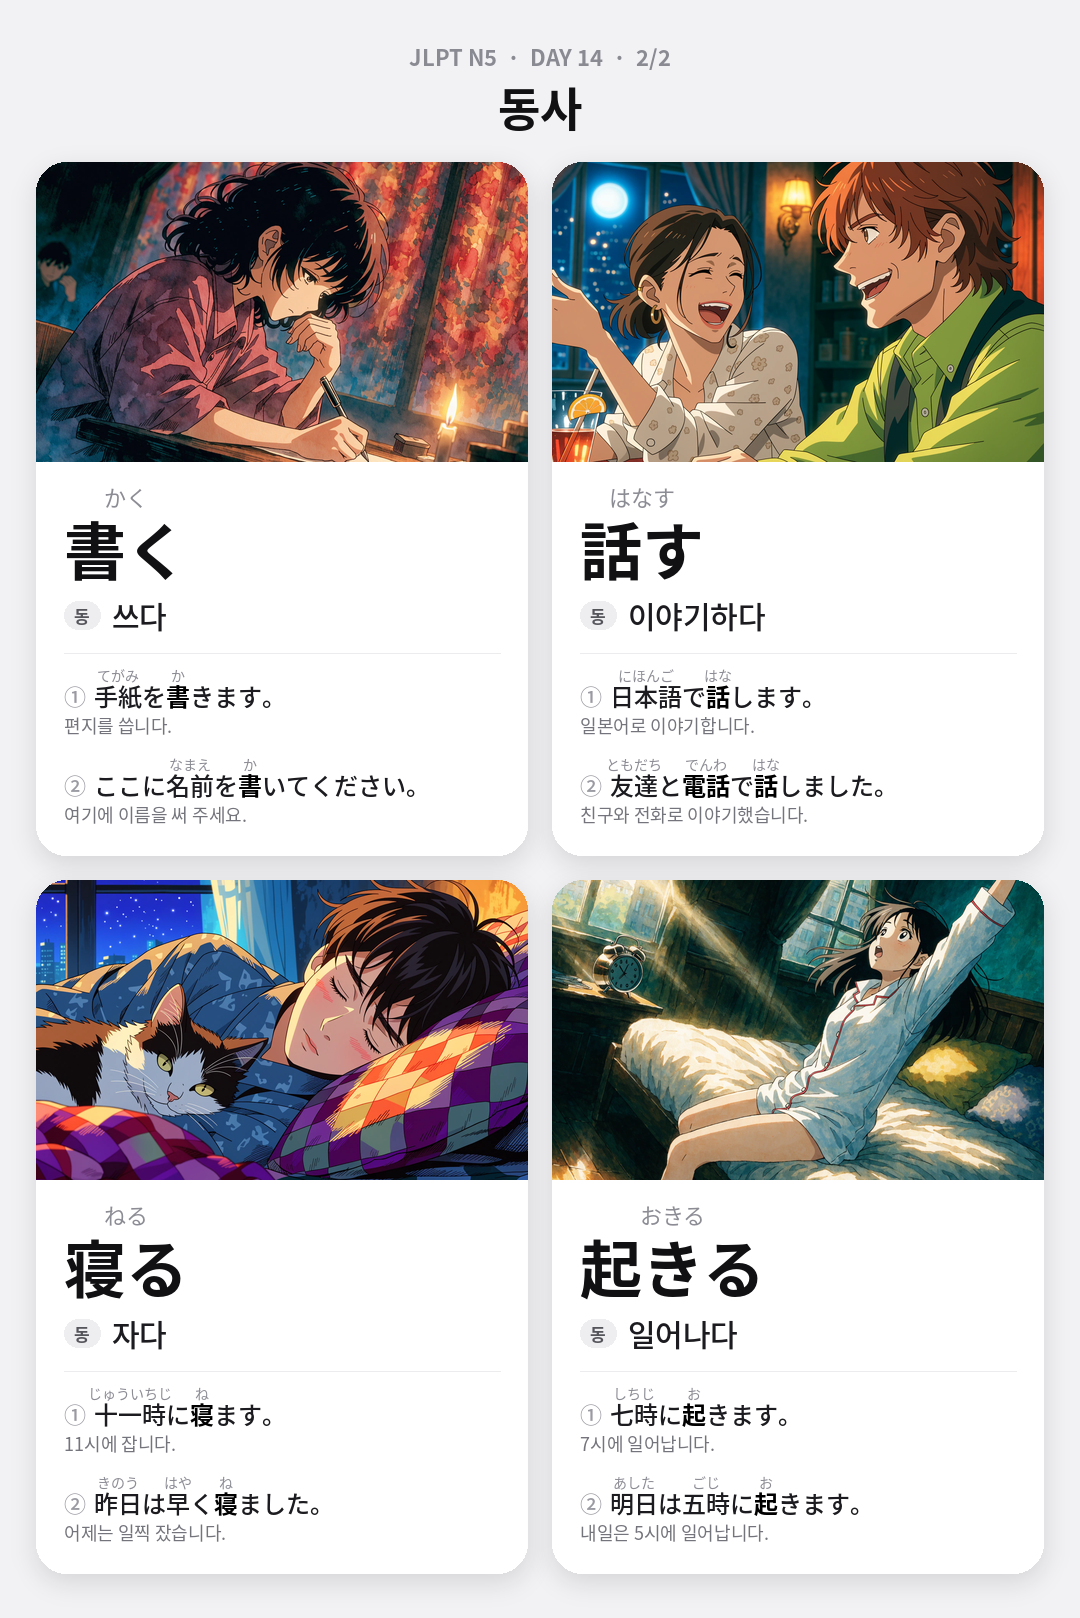 JLPT N5 · DAY 14 · 2/2
동사
かく
書く
동 쓰다
てがみ か
① 手紙を書きます。
편지를 씁니다.
なまえ か
② ここに名前を書いてください。
여기에 이름을 써 주세요.
はなす
話す
동 이야기하다
にほんご はな
① 日本語で話します。
일본어로 이야기합니다.
ともだち でんわ はな
② 友達と電話で話しました。
친구와 전화로 이야기했습니다.
ねる
寝る
동 자다
じゅういちじ ね
① 十一時に寝ます。
11시에 잡니다.
きのう はや ね
② 昨日は早く寝ました。
어제는 일찍 잤습니다.
おきる
起きる
동 일어나다
しちじ お
① 七時に起きます。
7시에 일어납니다.
あした ごじ お
② 明日は五時に起きます。
내일은 5시에 일어납니다.